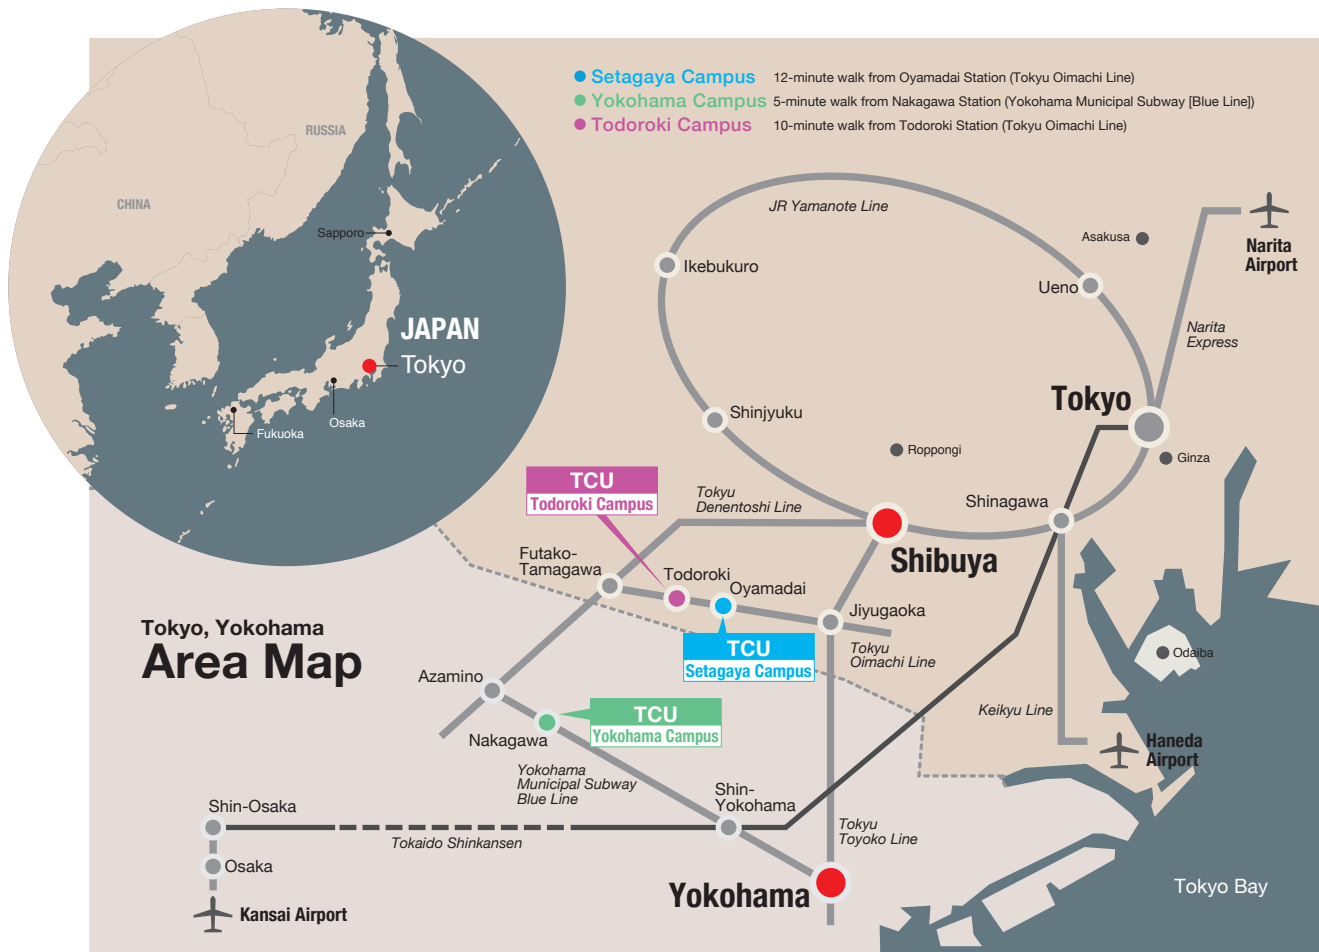 Setagaya Campus 12-minute walk from Oyamadai Station (Tokyu Oimachi Line)
Yokohama Campus 5-minute walk from Nakagawa Station (Yokohama Municipal Subway [Blue Line])
Todoroki Campus 10-minute walk from Todoroki Station (Tokyu Oimachi Line)
RUSSIA
CHINA
Sapporo
JAPAN
Tokyo
Osaka
Fukuoka
JR Yamanote Line
Asakusa
Narita
Airport
Ikebukuro
Ueno
Narita
Express
Tokyo
Shinjyuku
Roppongi
Ginza
TCU
Todoroki Campus
Tokyu
Denentoshi Line
Shinagawa
Shibuya
Futako-
Tamagawa
Todoroki
Oyamadai
Jiyugaoka
TCU
Setagaya Campus
Tokyu
Oimachi Line
Odaiba
Tokyo, Yokohama
Area Map
Azamino
Nakagawa
TCU
Yokohama Campus
Keikyu Line
Haneda
Airport
Yokohama
Municipal Subway
Blue Line
Shin-
Yokohama
Shin-Osaka
Tokaido Shinkansen
Tokyu
Toyoko Line
Osaka
Yokohama
Tokyo Bay
Kansai Airport